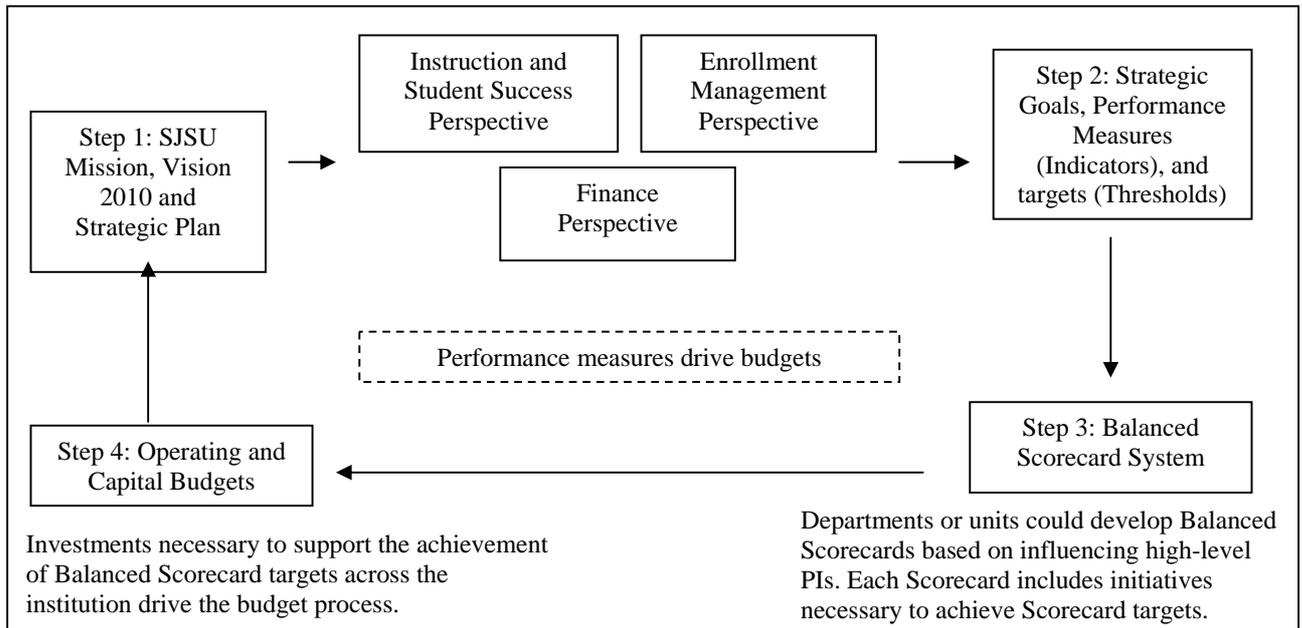 Step 1: SJSU
Mission, Vision
2010 and
Strategic Plan
Instruction and
Student Success
Perspective
Enrollment
Management
Perspective
Finance
Perspective
Step 2: Strategic
Goals, Performance
Measures
(Indicators), and
targets (Thresholds)
Performance measures drive budgets
Step 3: Balanced
Scorecard System
Departments or units could develop Balanced
Scorecards based on influencing high-level
PIs. Each Scorecard includes initiatives
necessary to achieve Scorecard targets.
Step 4: Operating and
Capital Budgets
Investments necessary to support the achievement
of Balanced Scorecard targets across the
institution drive the budget process.